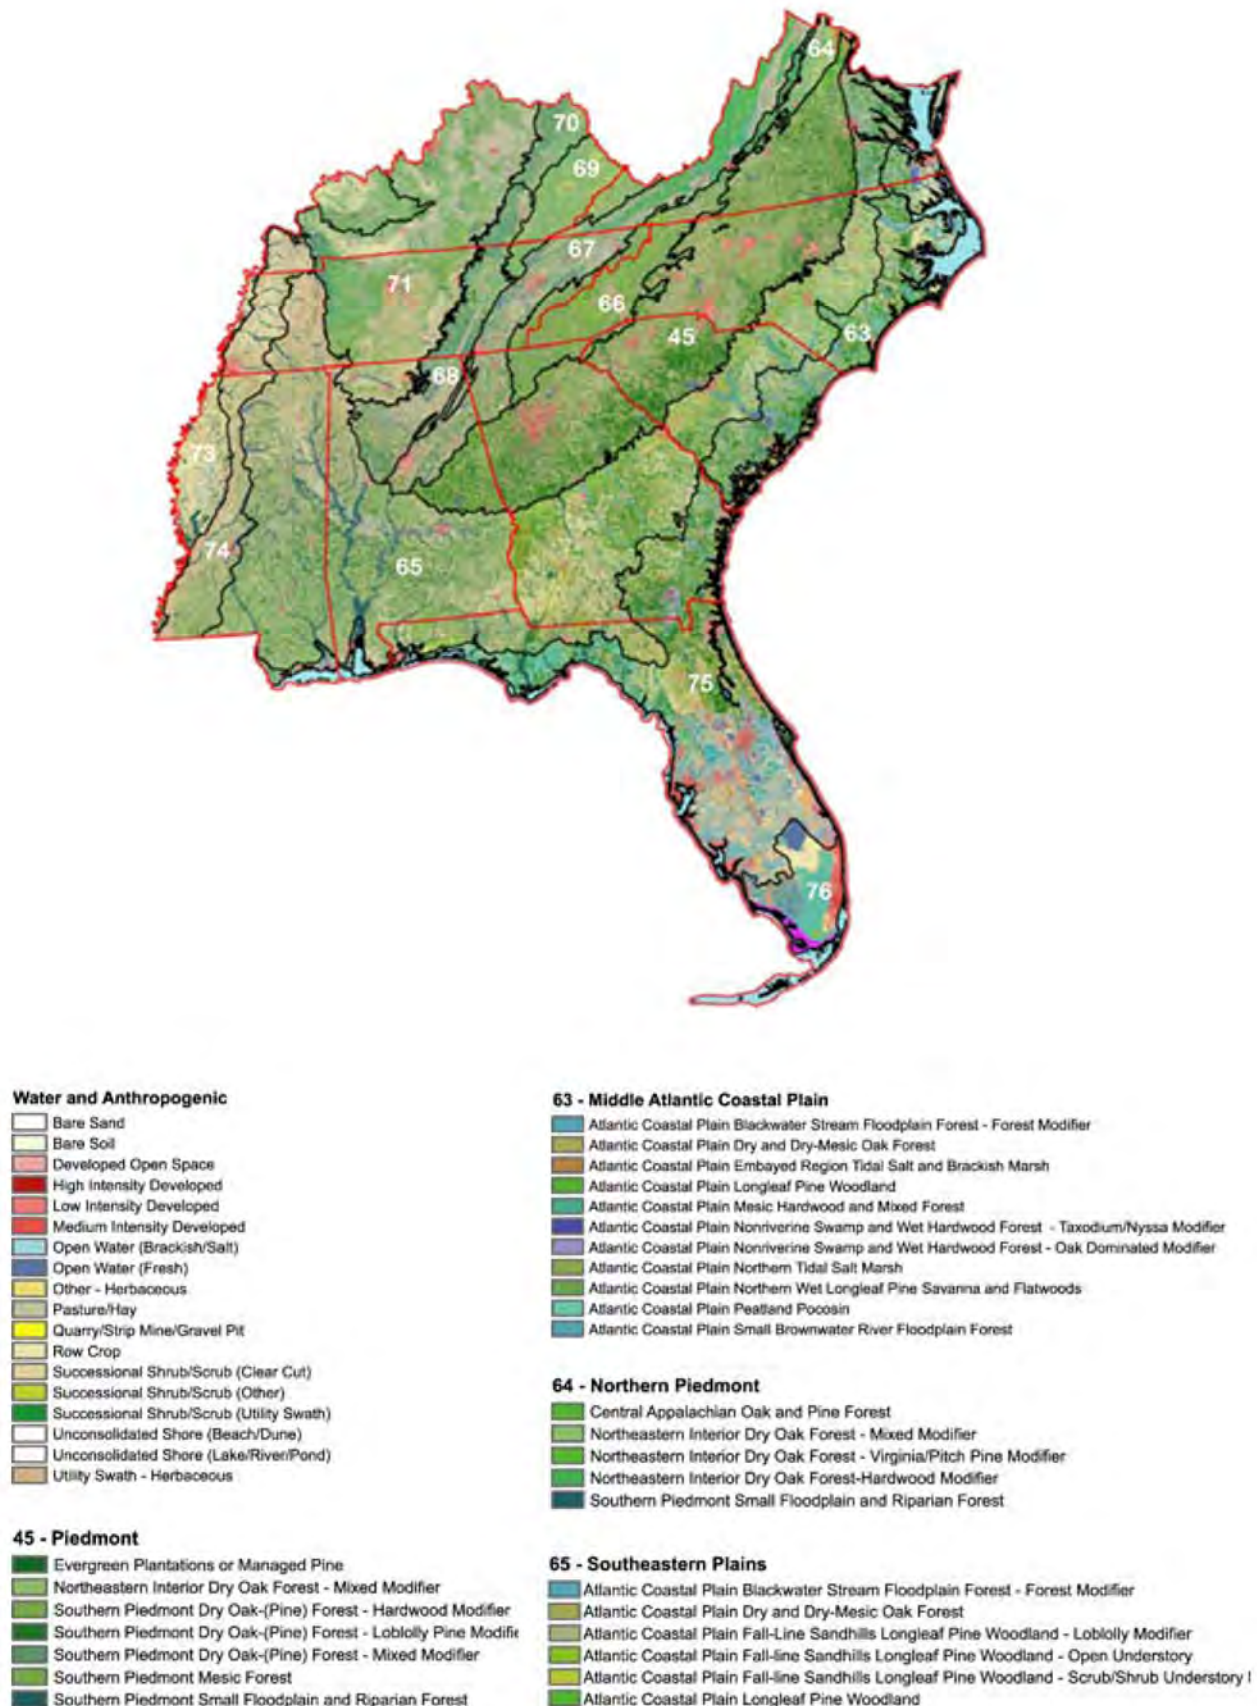 64
70
69
67
71
66
45
63
68
73
74
65
75
76
Water and Anthropogenic
Bare Sand
Bare Soil
Developed Open Space
High Intensity Developed
Low Intensity Developed
Medium Intensity Developed
Open Water (Brackish/Salt)
Open Water (Fresh)
Other - Herbaceous
Pasture/Hay
Quarry/Strip Mine/Gravel Pit
Row Crop
Successional Shrub/Scrub (Clear Cut)
Successional Shrub/Scrub (Other)
Successional Shrub/Scrub (Utility Swath)
Unconsolidated Shore (Beach/Dune)
Unconsolidated Shore (Lake/River/Pond)
Utility Swath - Herbaceous
45 - Piedmont
Evergreen Plantations or Managed Pine
Northeastern Interior Dry Oak Forest - Mixed Modifier
Southern Piedmont Dry Oak-(Pine) Forest - Hardwood Modifier
Southern Piedmont Dry Oak-(Pine) Forest - Loblolly Pine Modifie
Southern Piedmont Dry Oak-(Pine) Forest - Mixed Modifier
Southern Piedmont Mesic Forest
Southern Piedmont Small Floodplain and Riparian Forest
63 - Middle Atlantic Coastal Plain
Atlantic Coastal Plain Blackwater Stream Floodplain Forest - Forest Modifier
Atlantic Coastal Plain Dry and Dry-Mesic Oak Forest
Atlantic Coastal Plain Embayed Region Tidal Salt and Brackish Marsh
Atlantic Coastal Plain Longleaf Pine Woodland
Atlantic Coastal Plain Mesic Hardwood and Mixed Forest
Atlantic Coastal Plain Nonriverine Swamp and Wet Hardwood Forest - Taxodium/Nyssa Modifier
Atlantic Coastal Plain Nonriverine Swamp and Wet Hardwood Forest - Oak Dominated Modifier
Atlantic Coastal Plain Northern Tidal Salt Marsh
Atlantic Coastal Plain Northern Wet Longleaf Pine Savanna and Flatwoods
Atlantic Coastal Plain Peatland Pocosin
Atlantic Coastal Plain Small Brownwater River Floodplain Forest
64 - Northern Piedmont
Central Appalachian Oak and Pine Forest
Northeastern Interior Dry Oak Forest - Mixed Modifier
Northeastern Interior Dry Oak Forest - Virginia/Pitch Pine Modifier
Northeastern Interior Dry Oak Forest-Hardwood Modifier
Southern Piedmont Small Floodplain and Riparian Forest
65 - Southeastern Plains
Atlantic Coastal Plain Blackwater Stream Floodplain Forest - Forest Modifier
Atlantic Coastal Plain Dry and Dry-Mesic Oak Forest
Atlantic Coastal Plain Fall-Line Sandhills Longleaf Pine Woodland - Loblolly Modifier
Atlantic Coastal Plain Fall-line Sandhills Longleaf Pine Woodland - Open Understory
Atlantic Coastal Plain Fall-line Sandhills Longleaf Pine Woodland - Scrub/Shrub Understory
Atlantic Coastal Plain Longleaf Pine Woodland